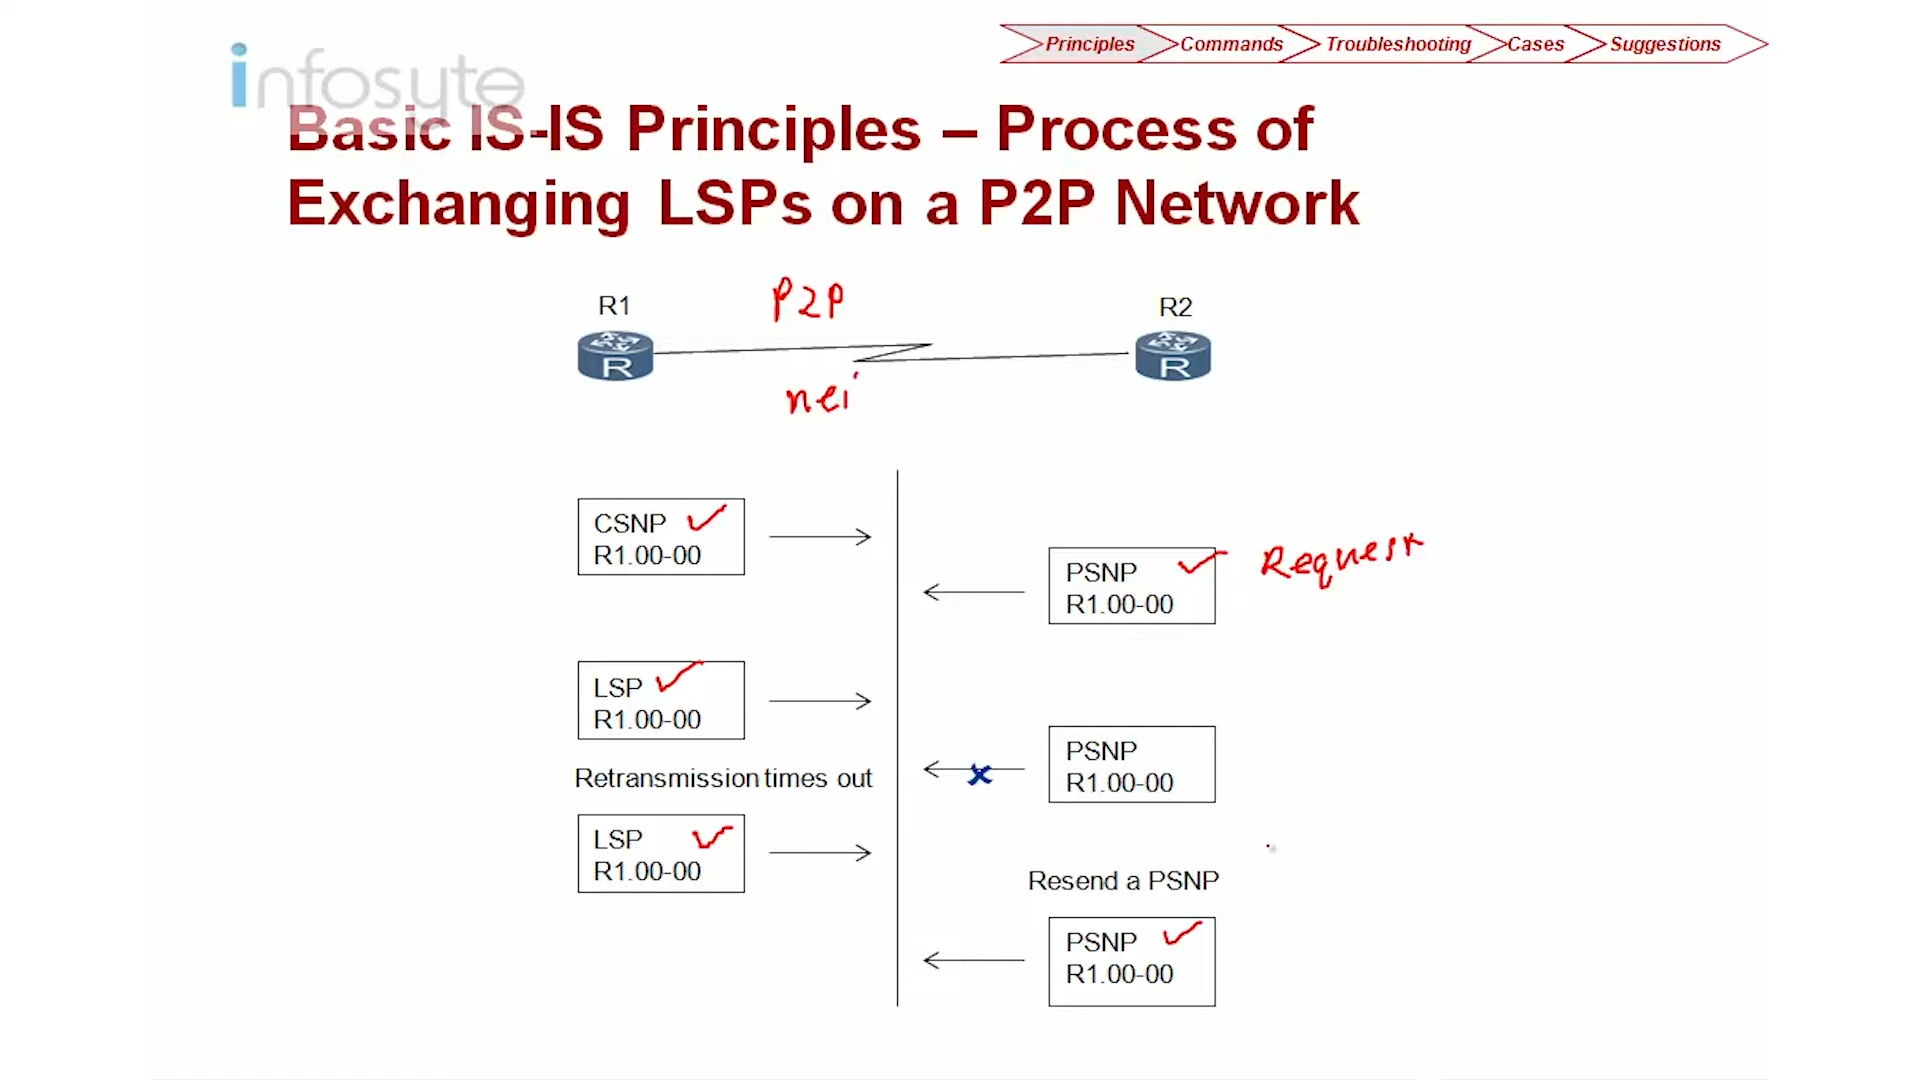 Principles Commands Troubleshooting Cases Suggestions
infosyte
Basic IS-IS Principles – Process of
Exchanging LSPs on a P2P Network
R1
P2P
R2
R
R
nei
CSNP
R1.00-00
PSNP
R1.00-00
Request
LSP
R1.00-00
PSNP
R1.00-00
Retransmission times out
LSP
R1.00-00
Resend a PSNP
PSNP
R1.00-00